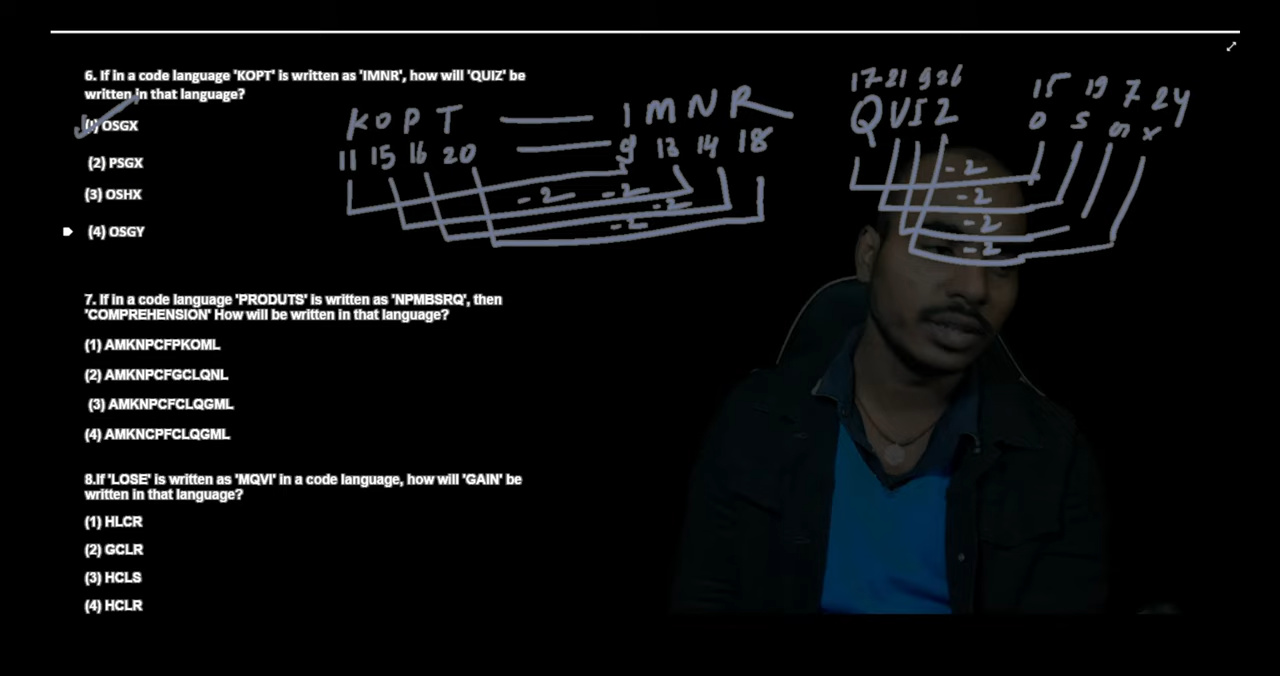 6. If in a code language 'KOPT' is written as 'IMNR', how will 'QUIZ' be
written in that language?
(1) OSGX
(2) PSGX
(3) OSHX
(4) OSGY
K O P T — I M N R
11 15 16 20 — 9 13 14 18
-2 -2 -2
-2
17 21 9 26
Q U I Z
15 19 7 24
O S G X
-2
-2
-2
-2
7. If in a code language 'PRODUTS' is written as 'NPMBSRQ', then
'COMPREHENSION' How will be written in that language?
(1) AMKNPCFPKOML
(2) AMKNPCFGCLQNL
(3) AMKNPCFCLQGML
(4) AMKNCPFCLQGML
8.If 'LOSE' is written as 'MQVI' in a code language, how will 'GAIN' be
written in that language?
(1) HLCR
(2) GCLR
(3) HCLS
(4) HCLR